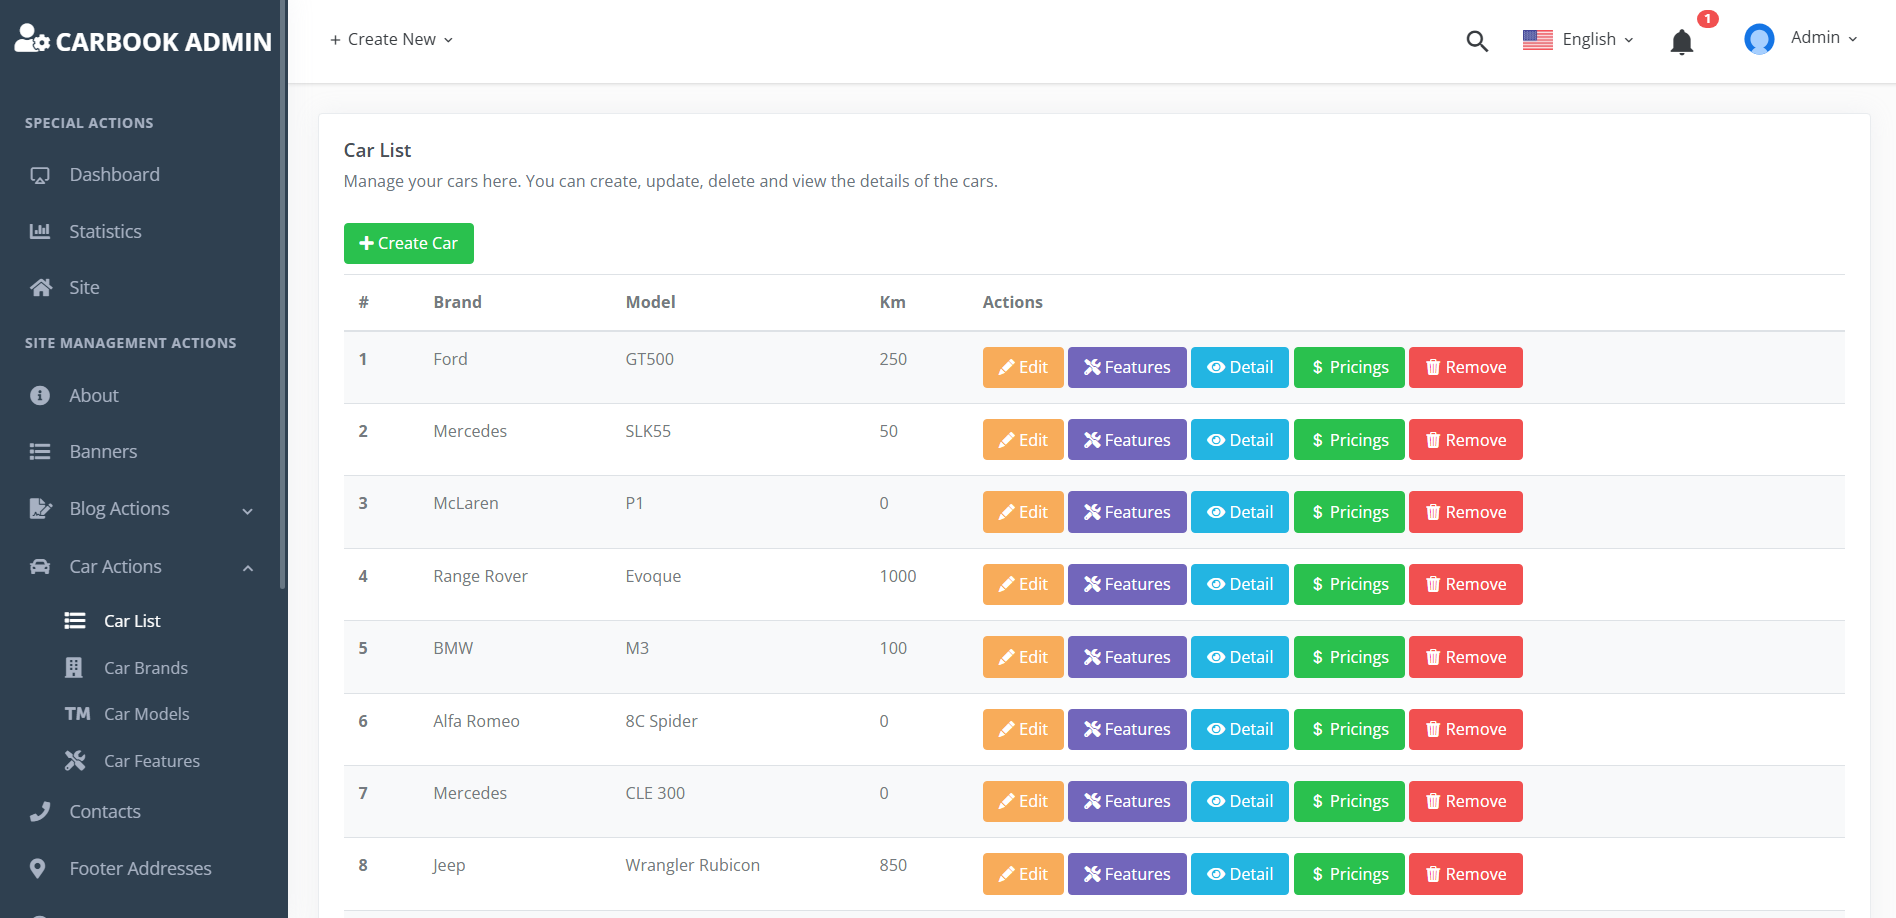 CARBOOK ADMIN
SPECIAL ACTIONS
Dashboard
Statistics
Site
SITE MANAGEMENT ACTIONS
About
Banners
Blog Actions
Car Actions
Car List
Car Brands
TM Car Models
Car Features
Contacts
Footer Addresses
+ Create New
English
1
Admin
Car List
Manage your cars here. You can create, update, delete and view the details of the cars.
+ Create Car
# Brand Model Km Actions
1 Ford GT500 250 Edit Features Detail $ Pricings Remove
2 Mercedes SLK55 50 Edit Features Detail $ Pricings Remove
3 McLaren P1 0 Edit Features Detail $ Pricings Remove
4 Range Rover Evoque 1000 Edit Features Detail $ Pricings Remove
5 BMW M3 100 Edit Features Detail $ Pricings Remove
6 Alfa Romeo 8C Spider 0 Edit Features Detail $ Pricings Remove
7 Mercedes CLE 300 0 Edit Features Detail $ Pricings Remove
8 Jeep Wrangler Rubicon 850 Edit Features Detail $ Pricings Remove